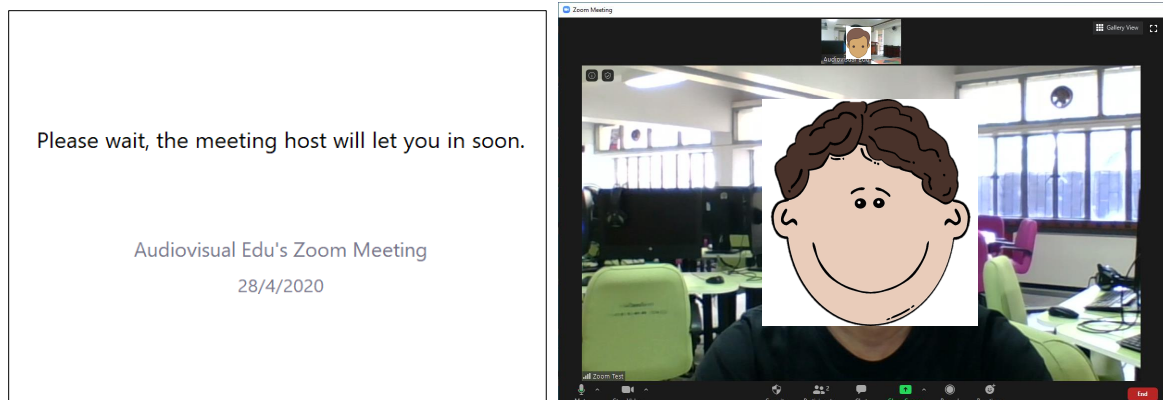 Please wait, the meeting host will let you in soon.
Audiovisual Edu's Zoom Meeting
28/4/2020
Zoom Meeting
Gallery View
Zoom Test
2
End